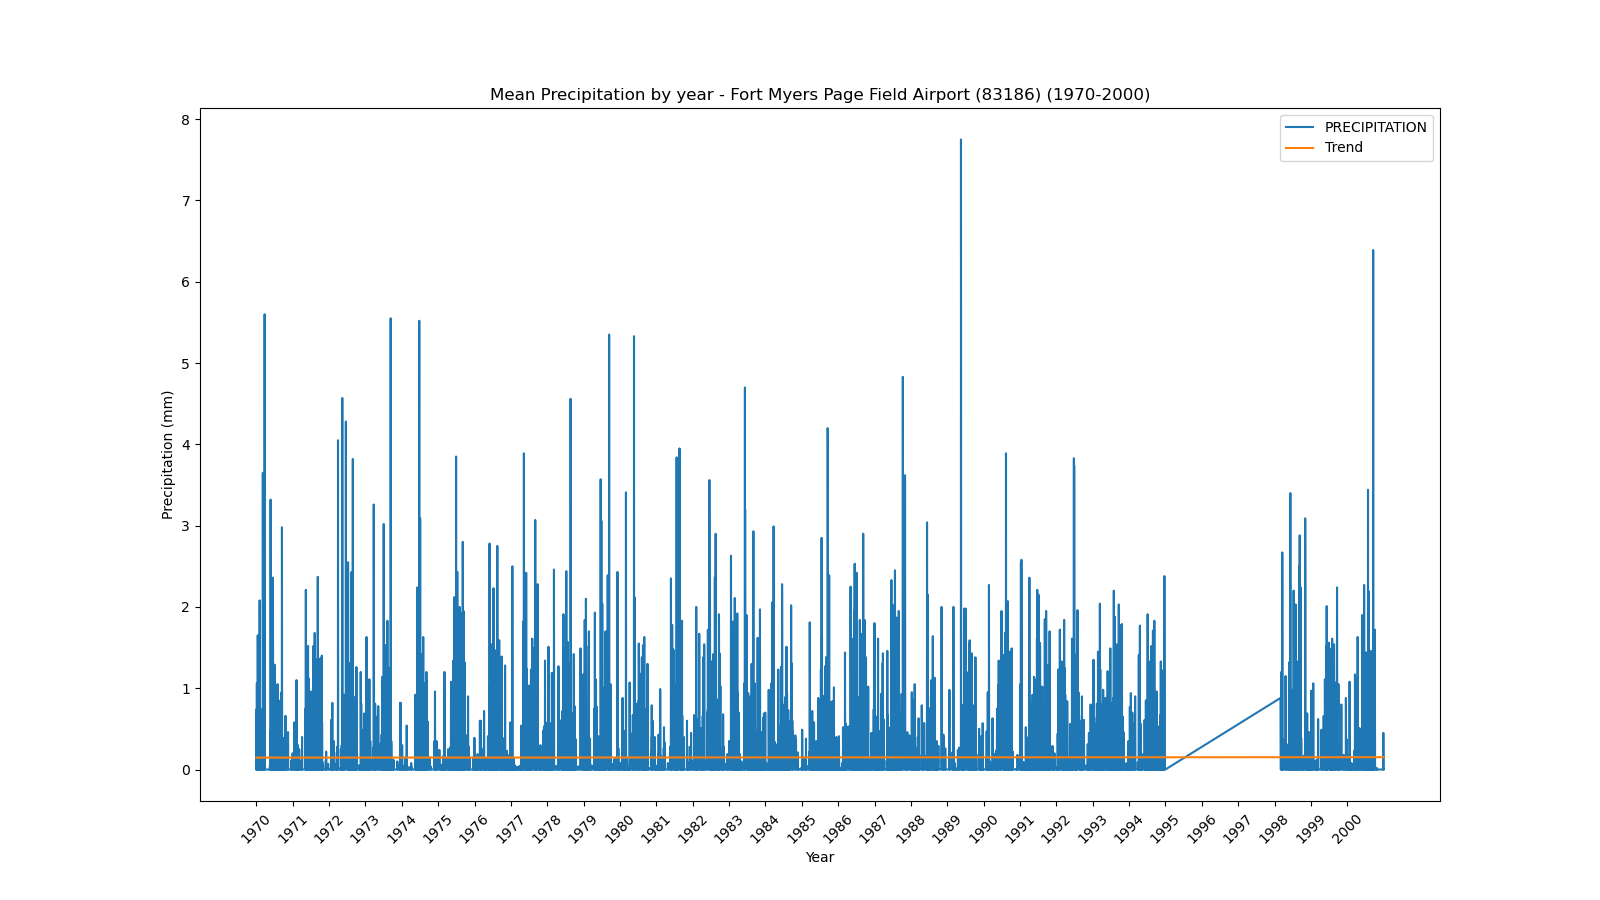 Mean Precipitation by year - Fort Myers Page Field Airport (83186) (1970-2000)
PRECIPITATION
Trend
8
7
6
5
4
3
2
1
0
Precipitation (mm)
1970 1971 1972 1973 1974 1975 1976 1977 1978 1979 1980 1981 1982 1983 1984 1985 1986 1987 1988 1989 1990 1991 1992 1993 1994 1995 1996 1997 1998 1999 2000
Year